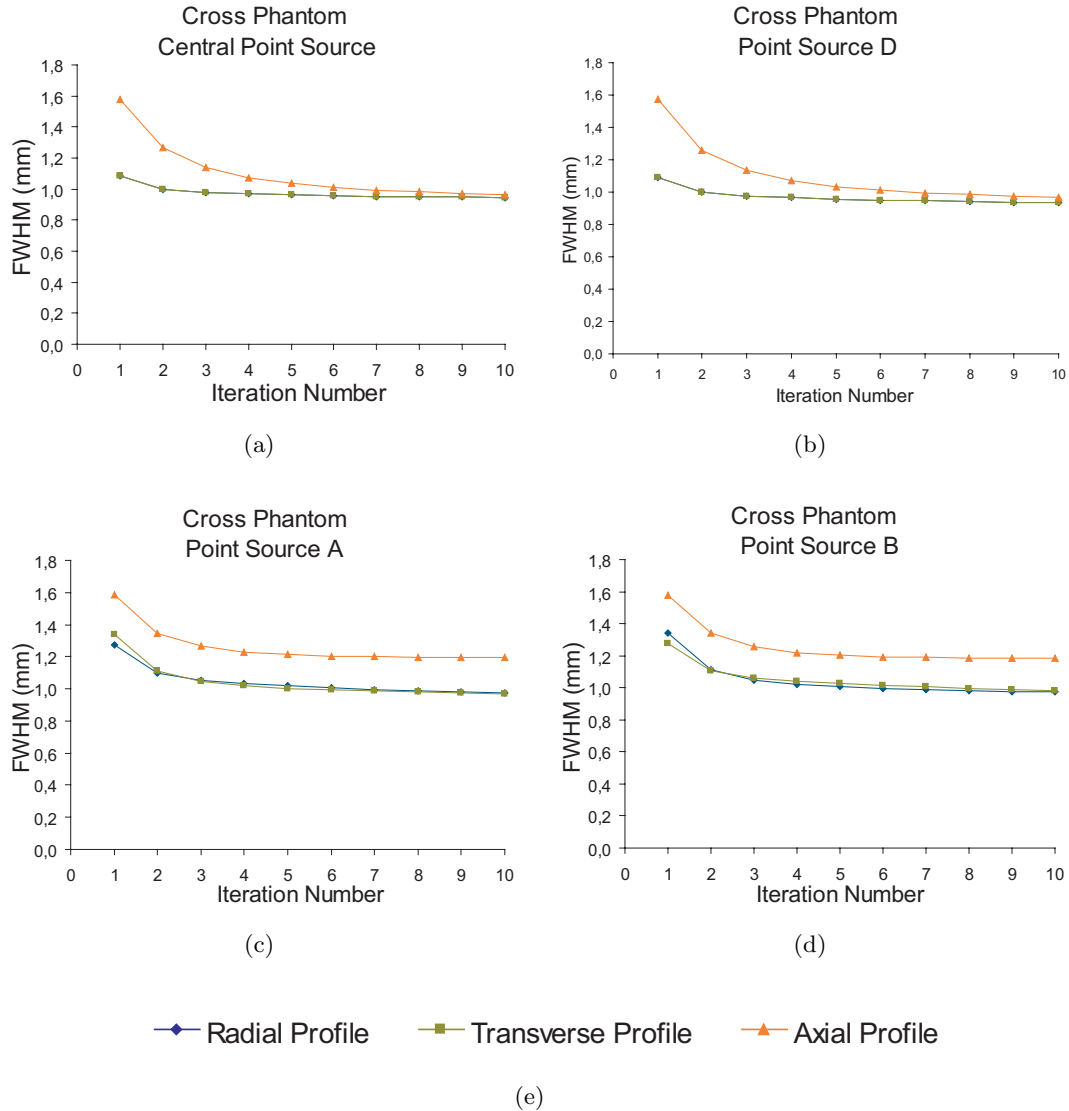 Cross Phantom
Central Point Source
FWHM (mm)
1,8
1,6
1,4
1,2
1,0
0,8
0,6
0,4
0,2
0,0
0 1 2 3 4 5 6 7 8 9 10
Iteration Number
(a)
Cross Phantom
Point Source D
FWHM (mm)
1,8
1,6
1,4
1,2
1,0
0,8
0,6
0,4
0,2
0,0
0 1 2 3 4 5 6 7 8 9 10
Iteration Number
(b)
Cross Phantom
Point Source A
FWHM (mm)
1,8
1,6
1,4
1,2
1,0
0,8
0,6
0,4
0,2
0,0
0 1 2 3 4 5 6 7 8 9 10
Iteration Number
(c)
Cross Phantom
Point Source B
FWHM (mm)
1,8
1,6
1,4
1,2
1,0
0,8
0,6
0,4
0,2
0,0
0 1 2 3 4 5 6 7 8 9 10
Iteration Number
(d)
Radial Profile Transverse Profile Axial Profile
(e)